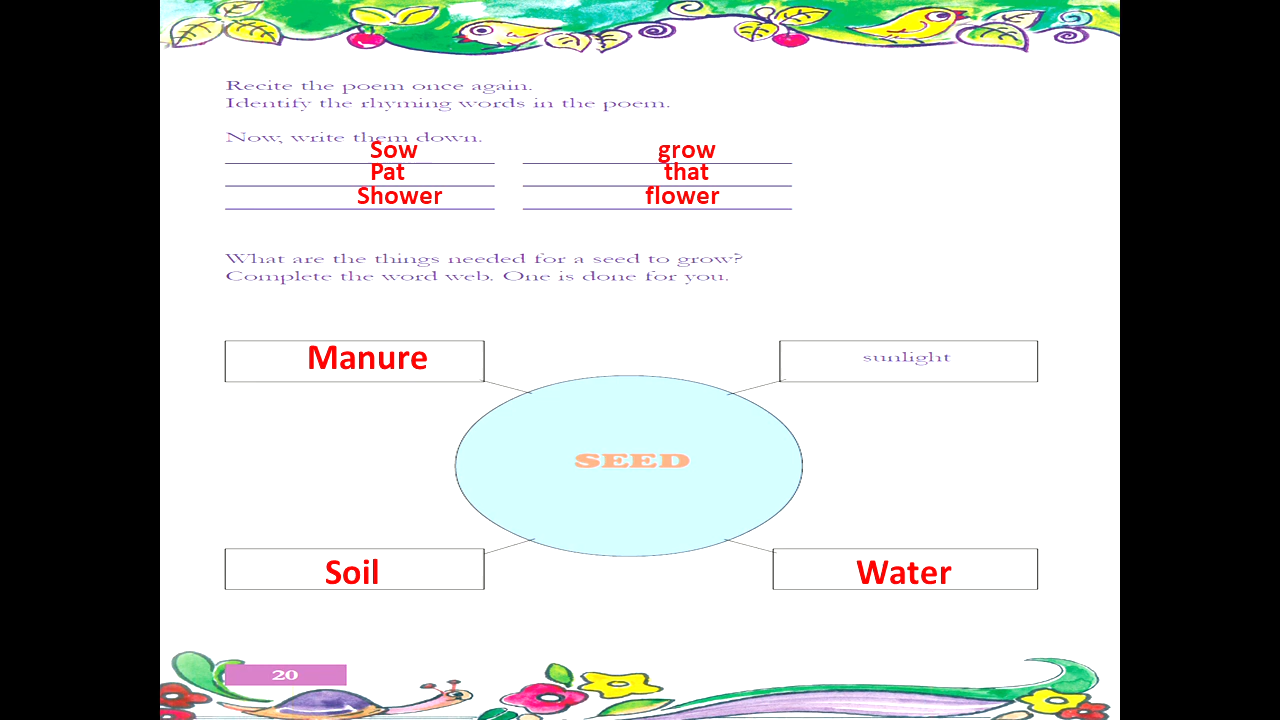 Recite the poem once again.
Identify the rhyming words in the poem.
Now, write them down.
Sow grow
Pat that
Shower flower
What are the things needed for a seed to grow?
Complete the word web. One is done for you.
Manure sunlight
SEED
Soil Water
20